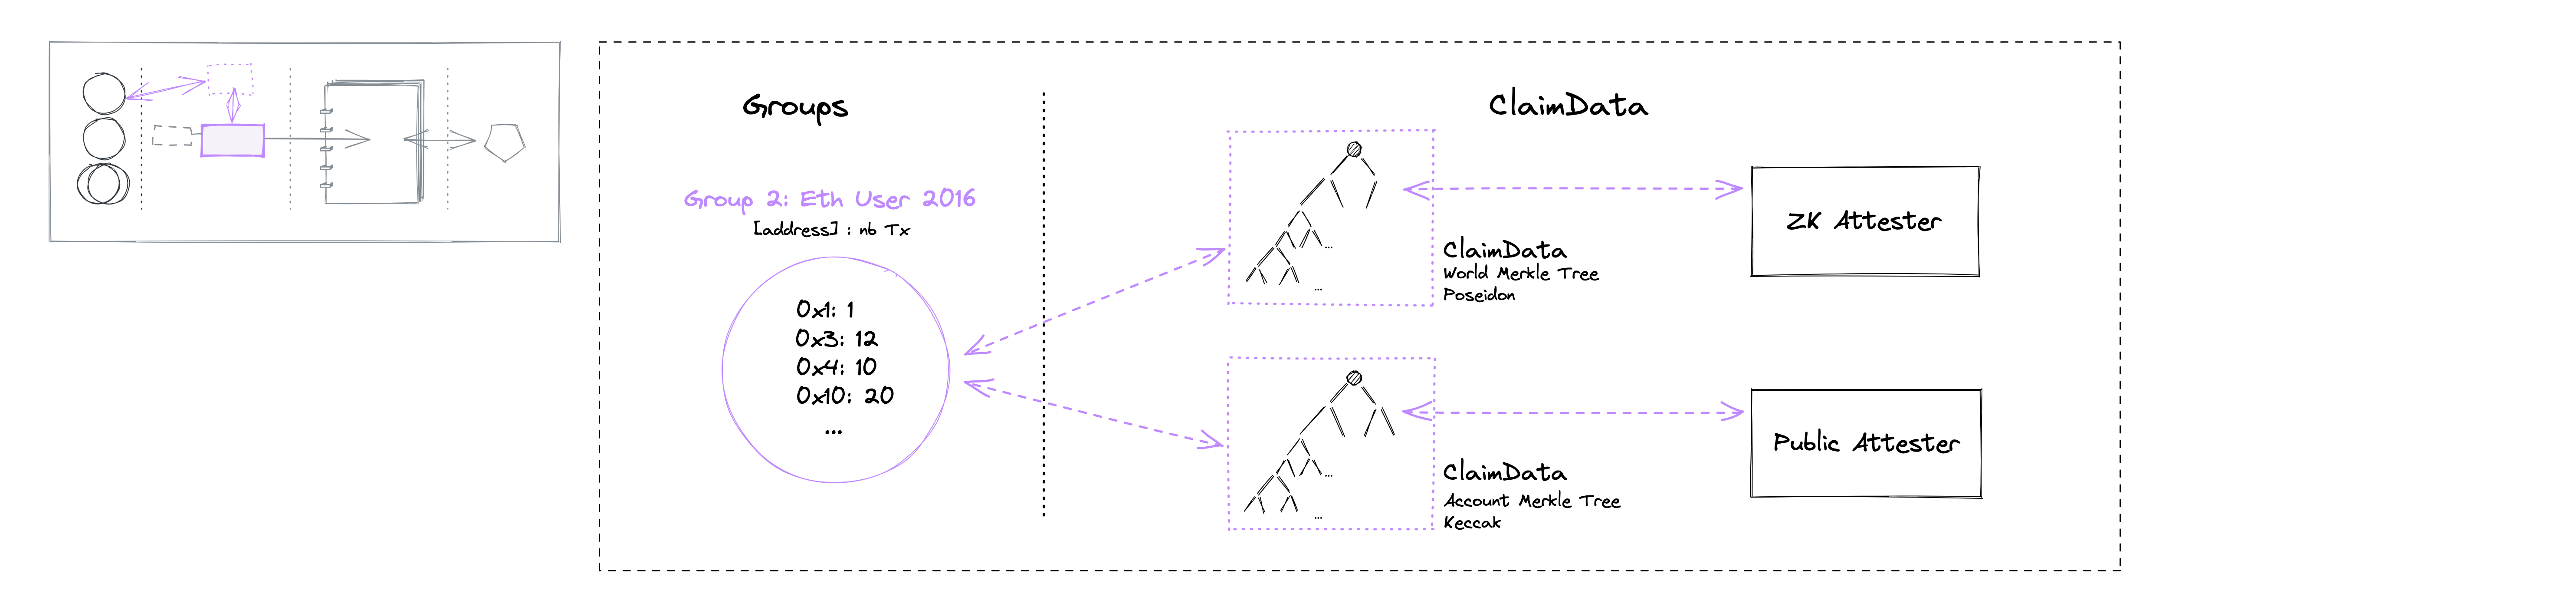 Groups
Group 2: Eth User 2016
[address] : nb Tx
0x1: 1
0x3: 12
0x4: 10
0x10: 20
...
ClaimData
...
...
ClaimData
World Merkle Tree
Poseidon
ZK Attester
...
...
ClaimData
Account Merkle Tree
Keccak
Public Attester